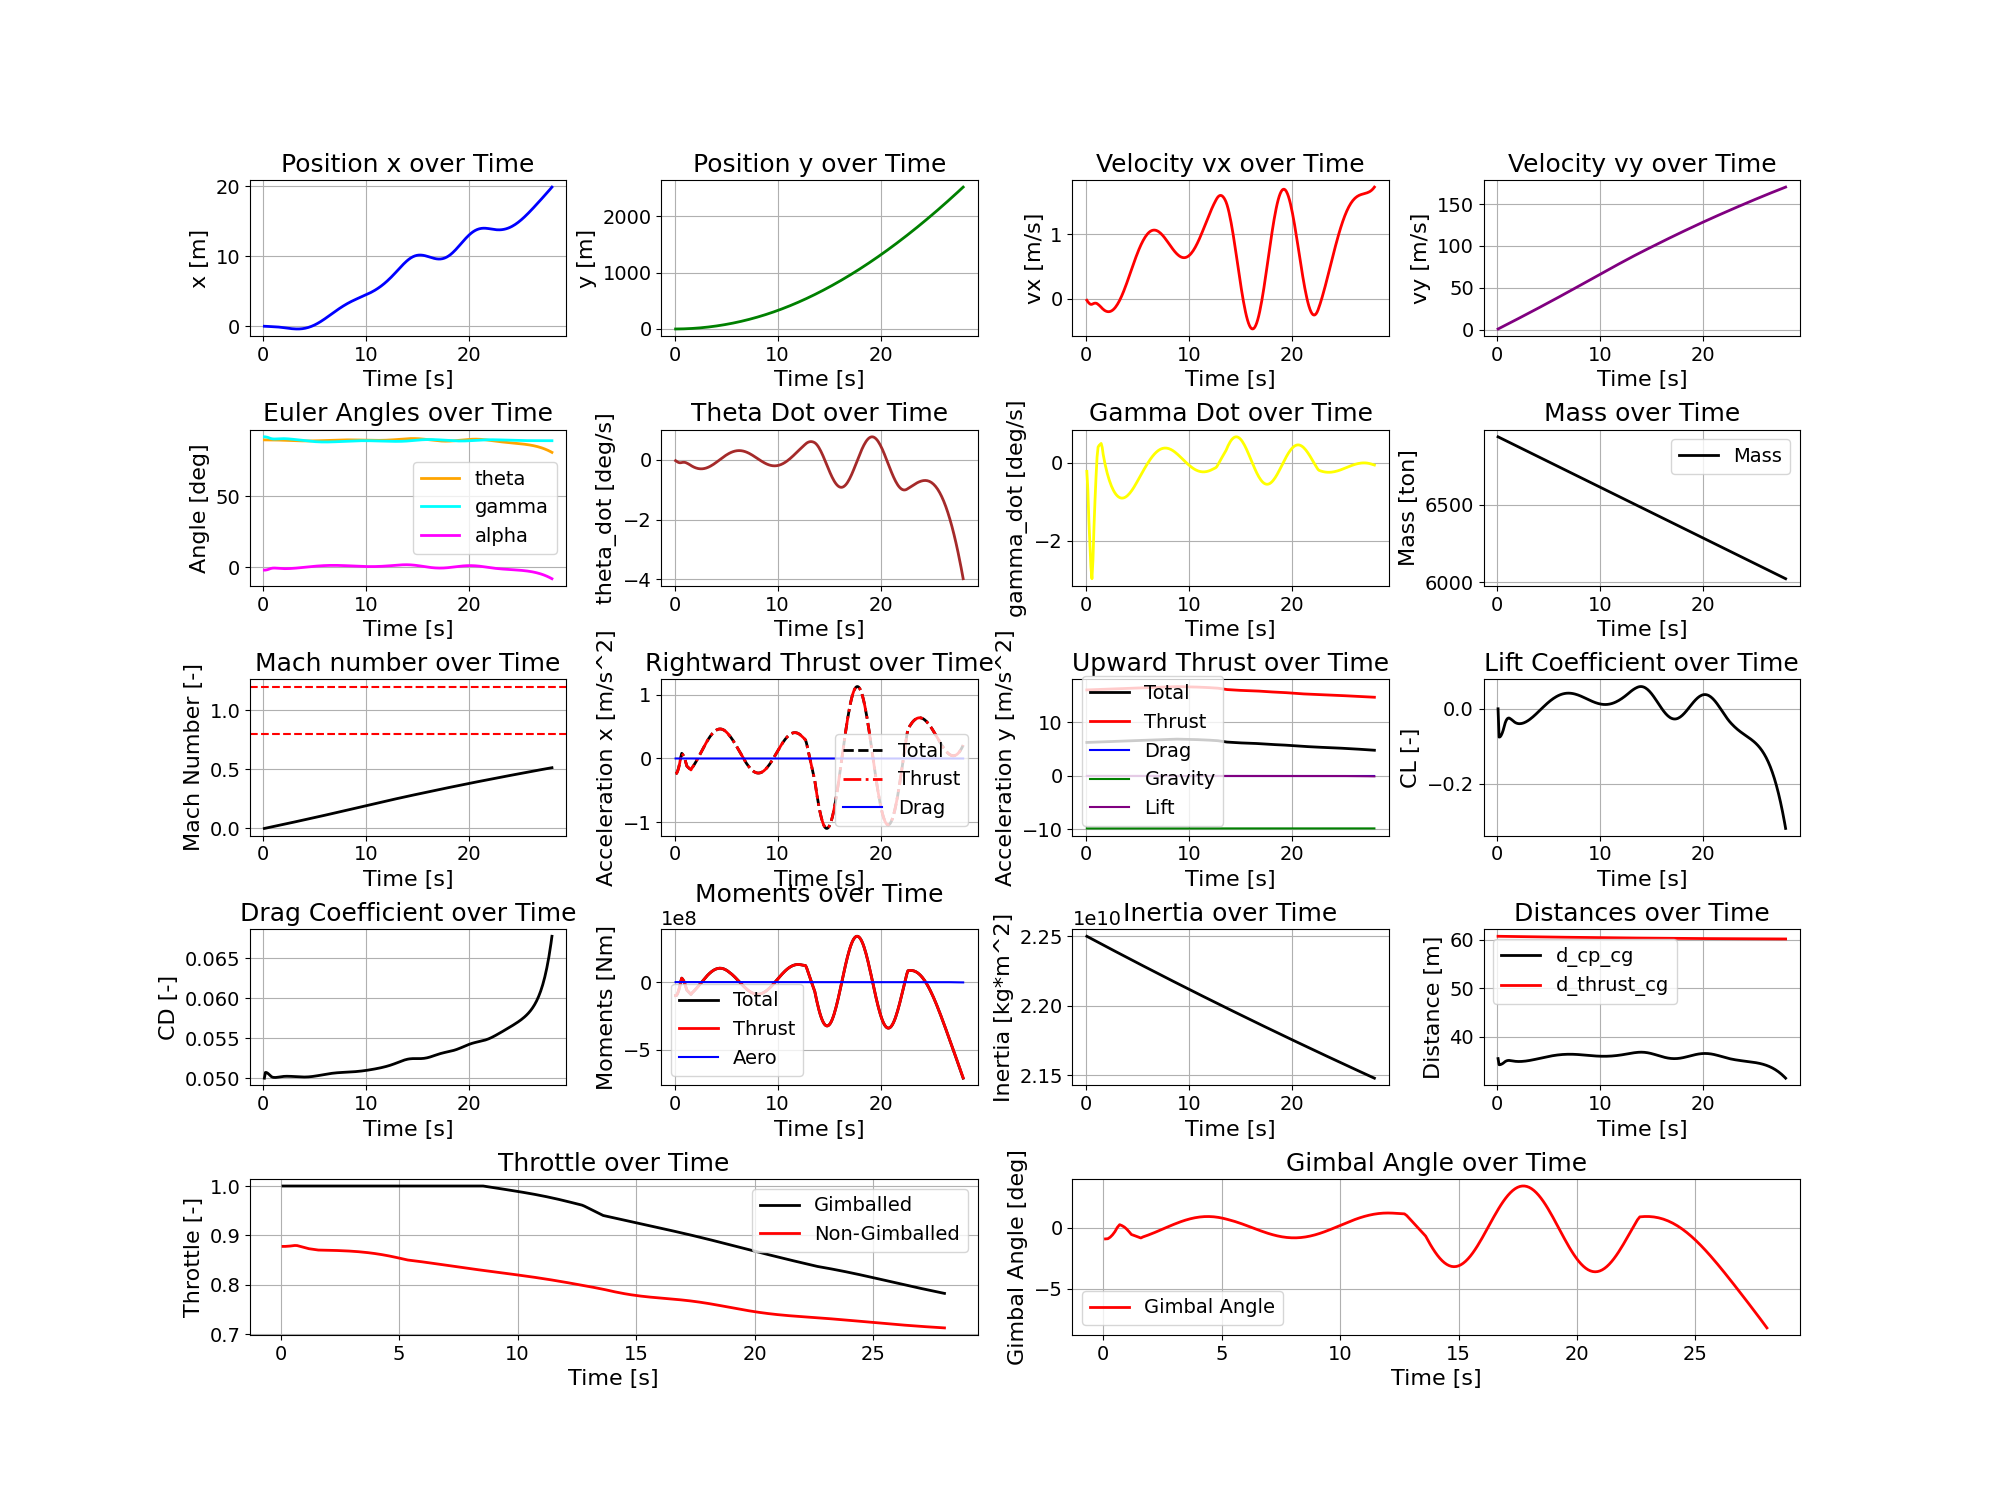 Position x over Time
x [m]
20
10
0
0 10 20
Time [s]
Position y over Time
y [m]
2000
1000
0
0 10 20
Time [s]
Velocity vx over Time
vx [m/s]
1
0
0 10 20
Time [s]
Velocity vy over Time
vy [m/s]
150
100
50
0
0 10 20
Time [s]
Euler Angles over Time
Angle [deg]
50
0
theta
gamma
alpha
0 10 20
Time [s]
Theta Dot over Time
theta_dot [deg/s]
0
−2
−4
0 10 20
Time [s]
Gamma Dot over Time
gamma_dot [deg/s]
0
−2
0 10 20
Time [s]
Mass over Time
Mass [ton]
6500
6000
Mass
0 10 20
Time [s]
Mach number over Time
Mach Number [-]
1.0
0.5
0.0
0 10 20
Time [s]
Rightward Thrust over Time
Acceleration x [m/s^2]
1
0
−1
Total
Thrust
Drag
0 10 20
Time [s]
Upward Thrust over Time
Acceleration y [m/s^2]
10
0
−10
Total
Thrust
Drag
Gravity
Lift
0 10 20
Time [s]
Lift Coefficient over Time
CL [-]
0.0
−0.2
0 10 20
Time [s]
Drag Coefficient over Time
CD [-]
0.065
0.060
0.055
0.050
0 10 20
Time [s]
Moments over Time
1e8
Moments [Nm]
0
−5
Total
Thrust
Aero
0 10 20
Time [s]
Inertia over Time
1e10
Inertia [kg*m^2]
2.25
2.20
2.15
0 10 20
Time [s]
Distances over Time
Distance [m]
60
50
40
d_cp_cg
d_thrust_cg
0 10 20
Time [s]
Throttle over Time
Throttle [-]
1.0
0.9
0.8
0.7
Gimballed
Non-Gimballed
0 5 10 15 20 25
Time [s]
Gimbal Angle over Time
Gimbal Angle [deg]
0
−5
Gimbal Angle
0 5 10 15 20 25
Time [s]